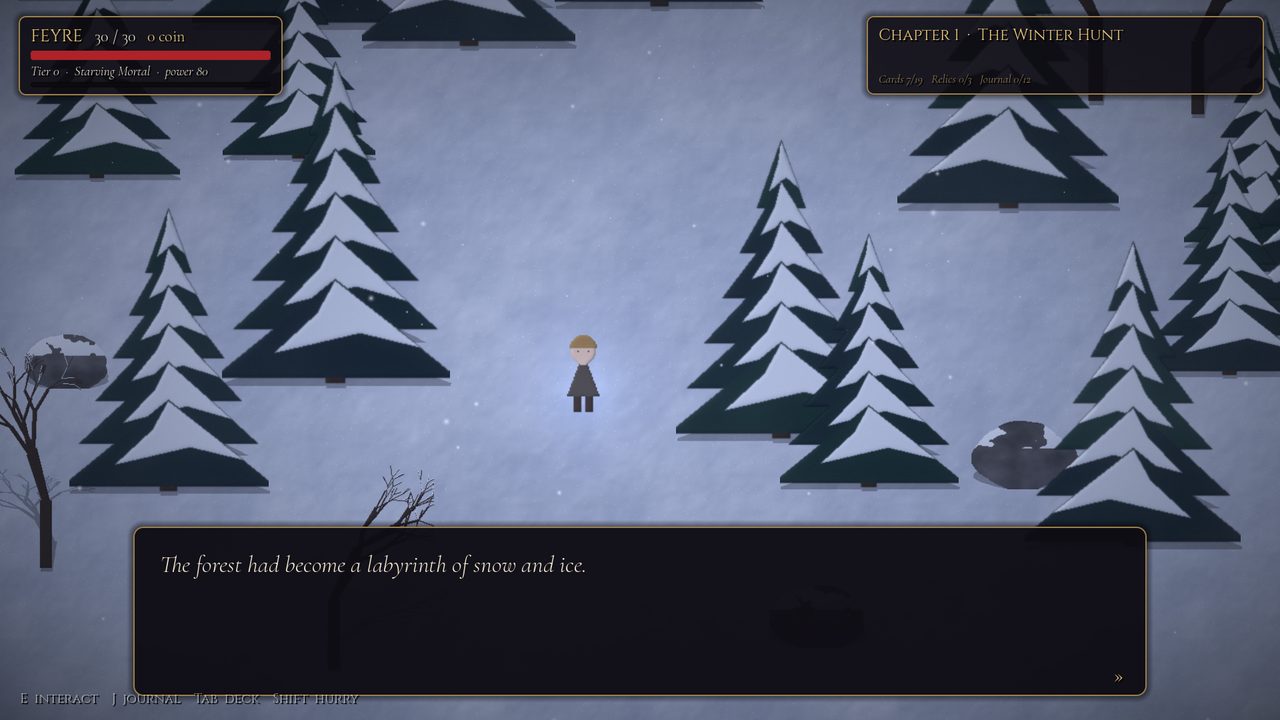 FEYRE 30 / 30 0 coin
Tier 0 · Starving Mortal · power 80
Chapter I · The Winter Hunt
Cards 7/19 Relics 0/3 Journal 0/12
The forest had become a labyrinth of snow and ice.
»
E interact J journal Tab deck Shift hurry